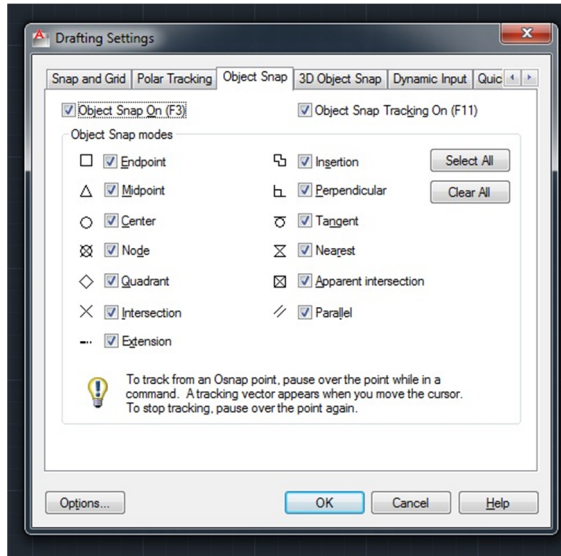 Drafting Settings
Snap and Grid Polar Tracking Object Snap 3D Object Snap Dynamic Input Quic
Object Snap On (F3) Object Snap Tracking On (F11)
Object Snap modes
Endpoint Insertion Select All
Midpoint Perpendicular Clear All
Center Tangent
Node Nearest
Quadrant Apparent intersection
Intersection Parallel
Extension
To track from an Osnap point, pause over the point while in a
command. A tracking vector appears when you move the cursor.
To stop tracking, pause over the point again.
Options... OK Cancel Help